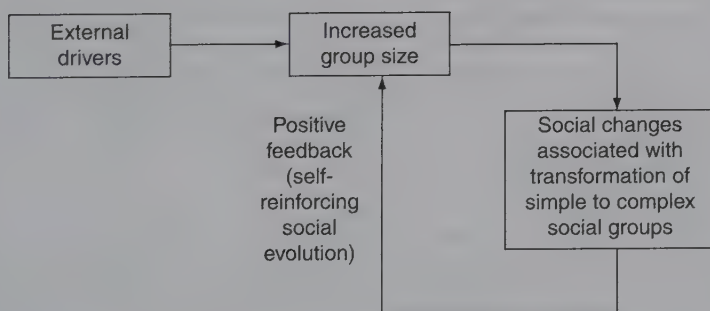 External
drivers
Increased
group size
Positive
feedback
(self-
reinforcing
social
evolution)
Social changes
associated with
transformation of
simple to complex
social groups